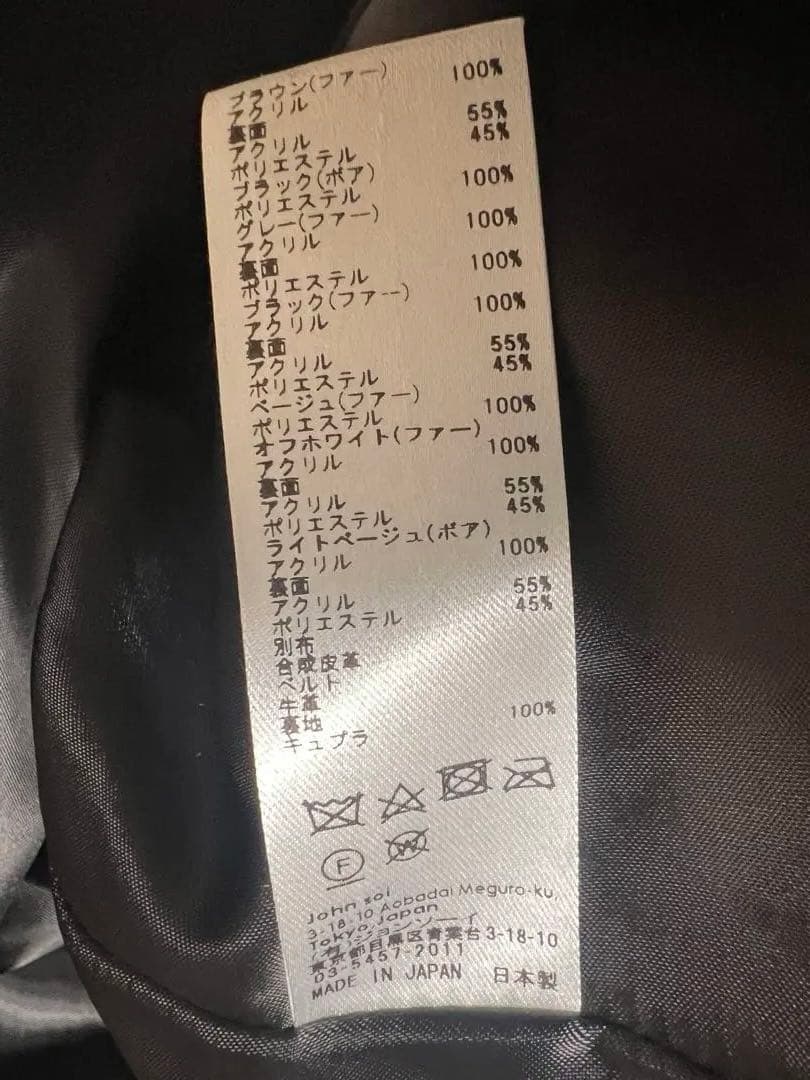 ブラウン(ファー)
アクリル 100%
裏面
アクリル 55%
ポリエステル 45%
ブラック(ボア)
ポリエステル 100%
グレー(ファー)
アクリル 100%
裏面
ポリエステル 100%
ブラック(ファー)
アクリル 100%
裏面
アクリル 55%
ポリエステル 45%
ベージュ(ファー)
ポリエステル 100%
オフホワイト(ファー)
アクリル 100%
裏面
アクリル 55%
ポリエステル 45%
ライトベージュ(ボア)
アクリル 100%
裏面
アクリル 55%
ポリエステル 45%
別布
合成皮革
ベルト
牛革
裏地
キュプラ 100%
F W
John
3-18-10 Aobadai Meguro-ku,
Tokyo, Japan
(有)ジョンソーイ
東京都目黒区青葉台3-18-10
03-5457-2011
MADE IN JAPAN 日本製